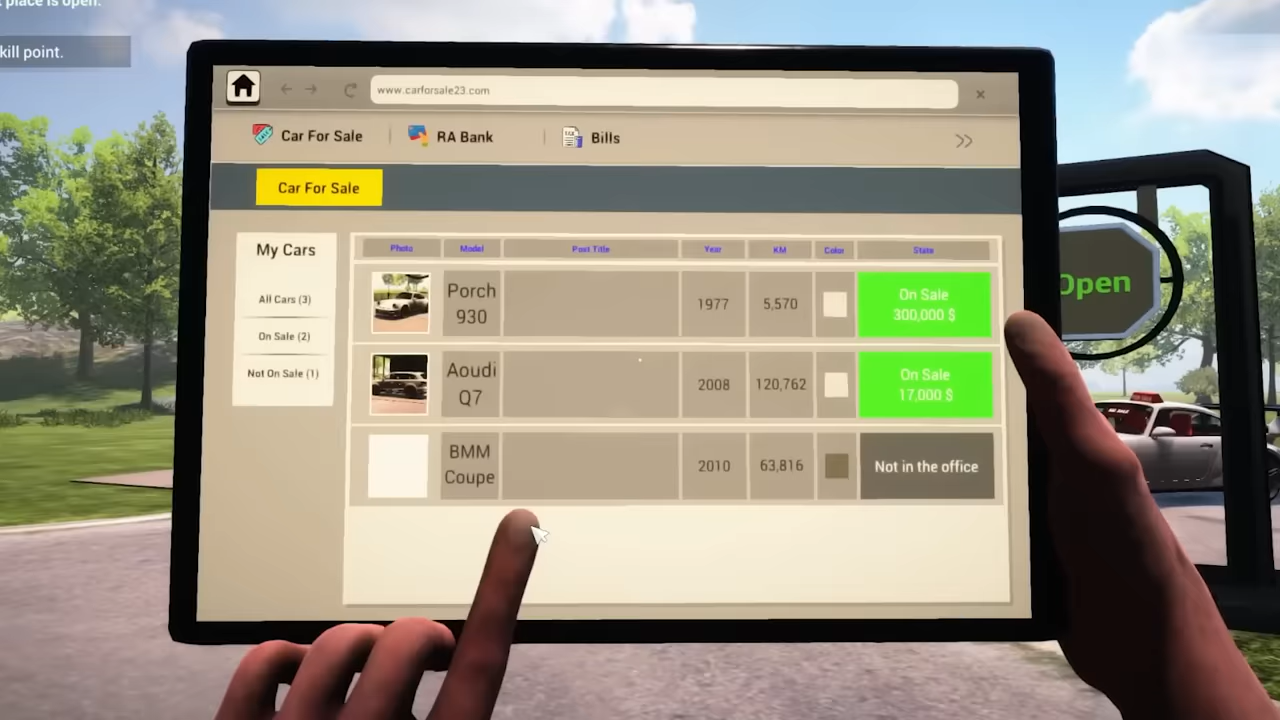 place is open.
kill point.
www.carforsale23.com
Car For Sale
RA Bank
Bills
Car For Sale
My Cars
All Cars (3)
On Sale (2)
Not On Sale (1)
Photo Model Post Title Year KM Color State
Porch
930
1977
5,570
On Sale
300,000 $
Aoudi
Q7
2008
120,762
On Sale
17,000 $
BMM
Coupe
2010
63,816
Not in the office
Open